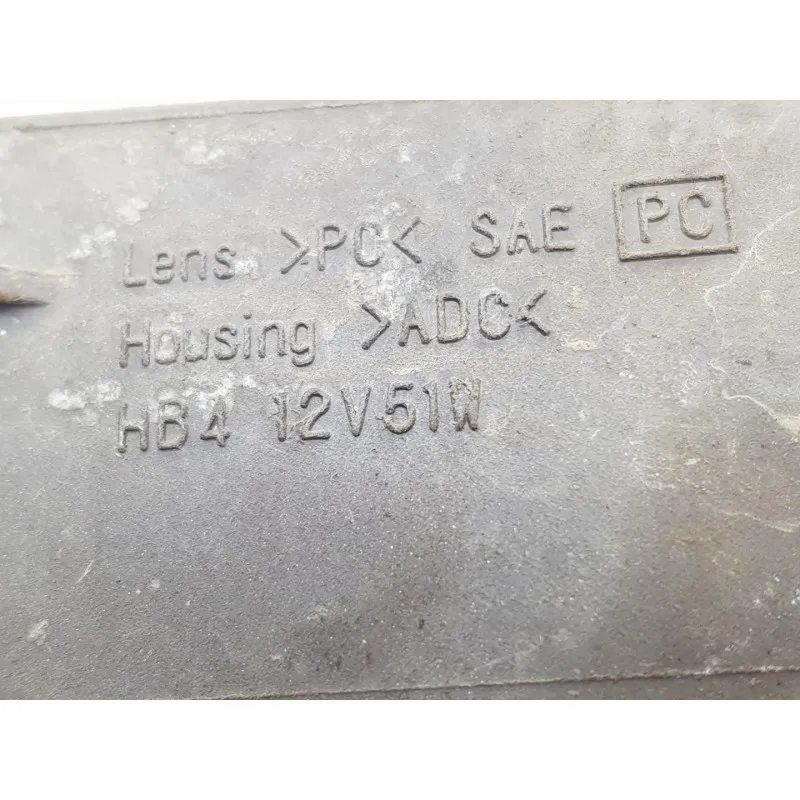 Lens >PC< SAE PC
Housing >ADC<
HB4 12V51W